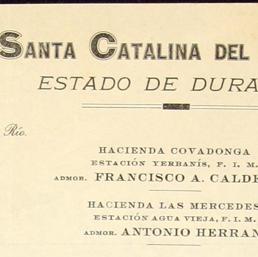 SANTA CATALINA DEL
ESTADO DE DURA
Río.
HACIENDA COVADONGA
ESTACIÓN YERBANÍS, F. I. M.
ADMOR. FRANCISCO A. CALDE
HACIENDA LAS MERCEDES
ESTACIÓN AGUA VIEJA, F. I. M.
ADMOR. ANTONIO HERRAN